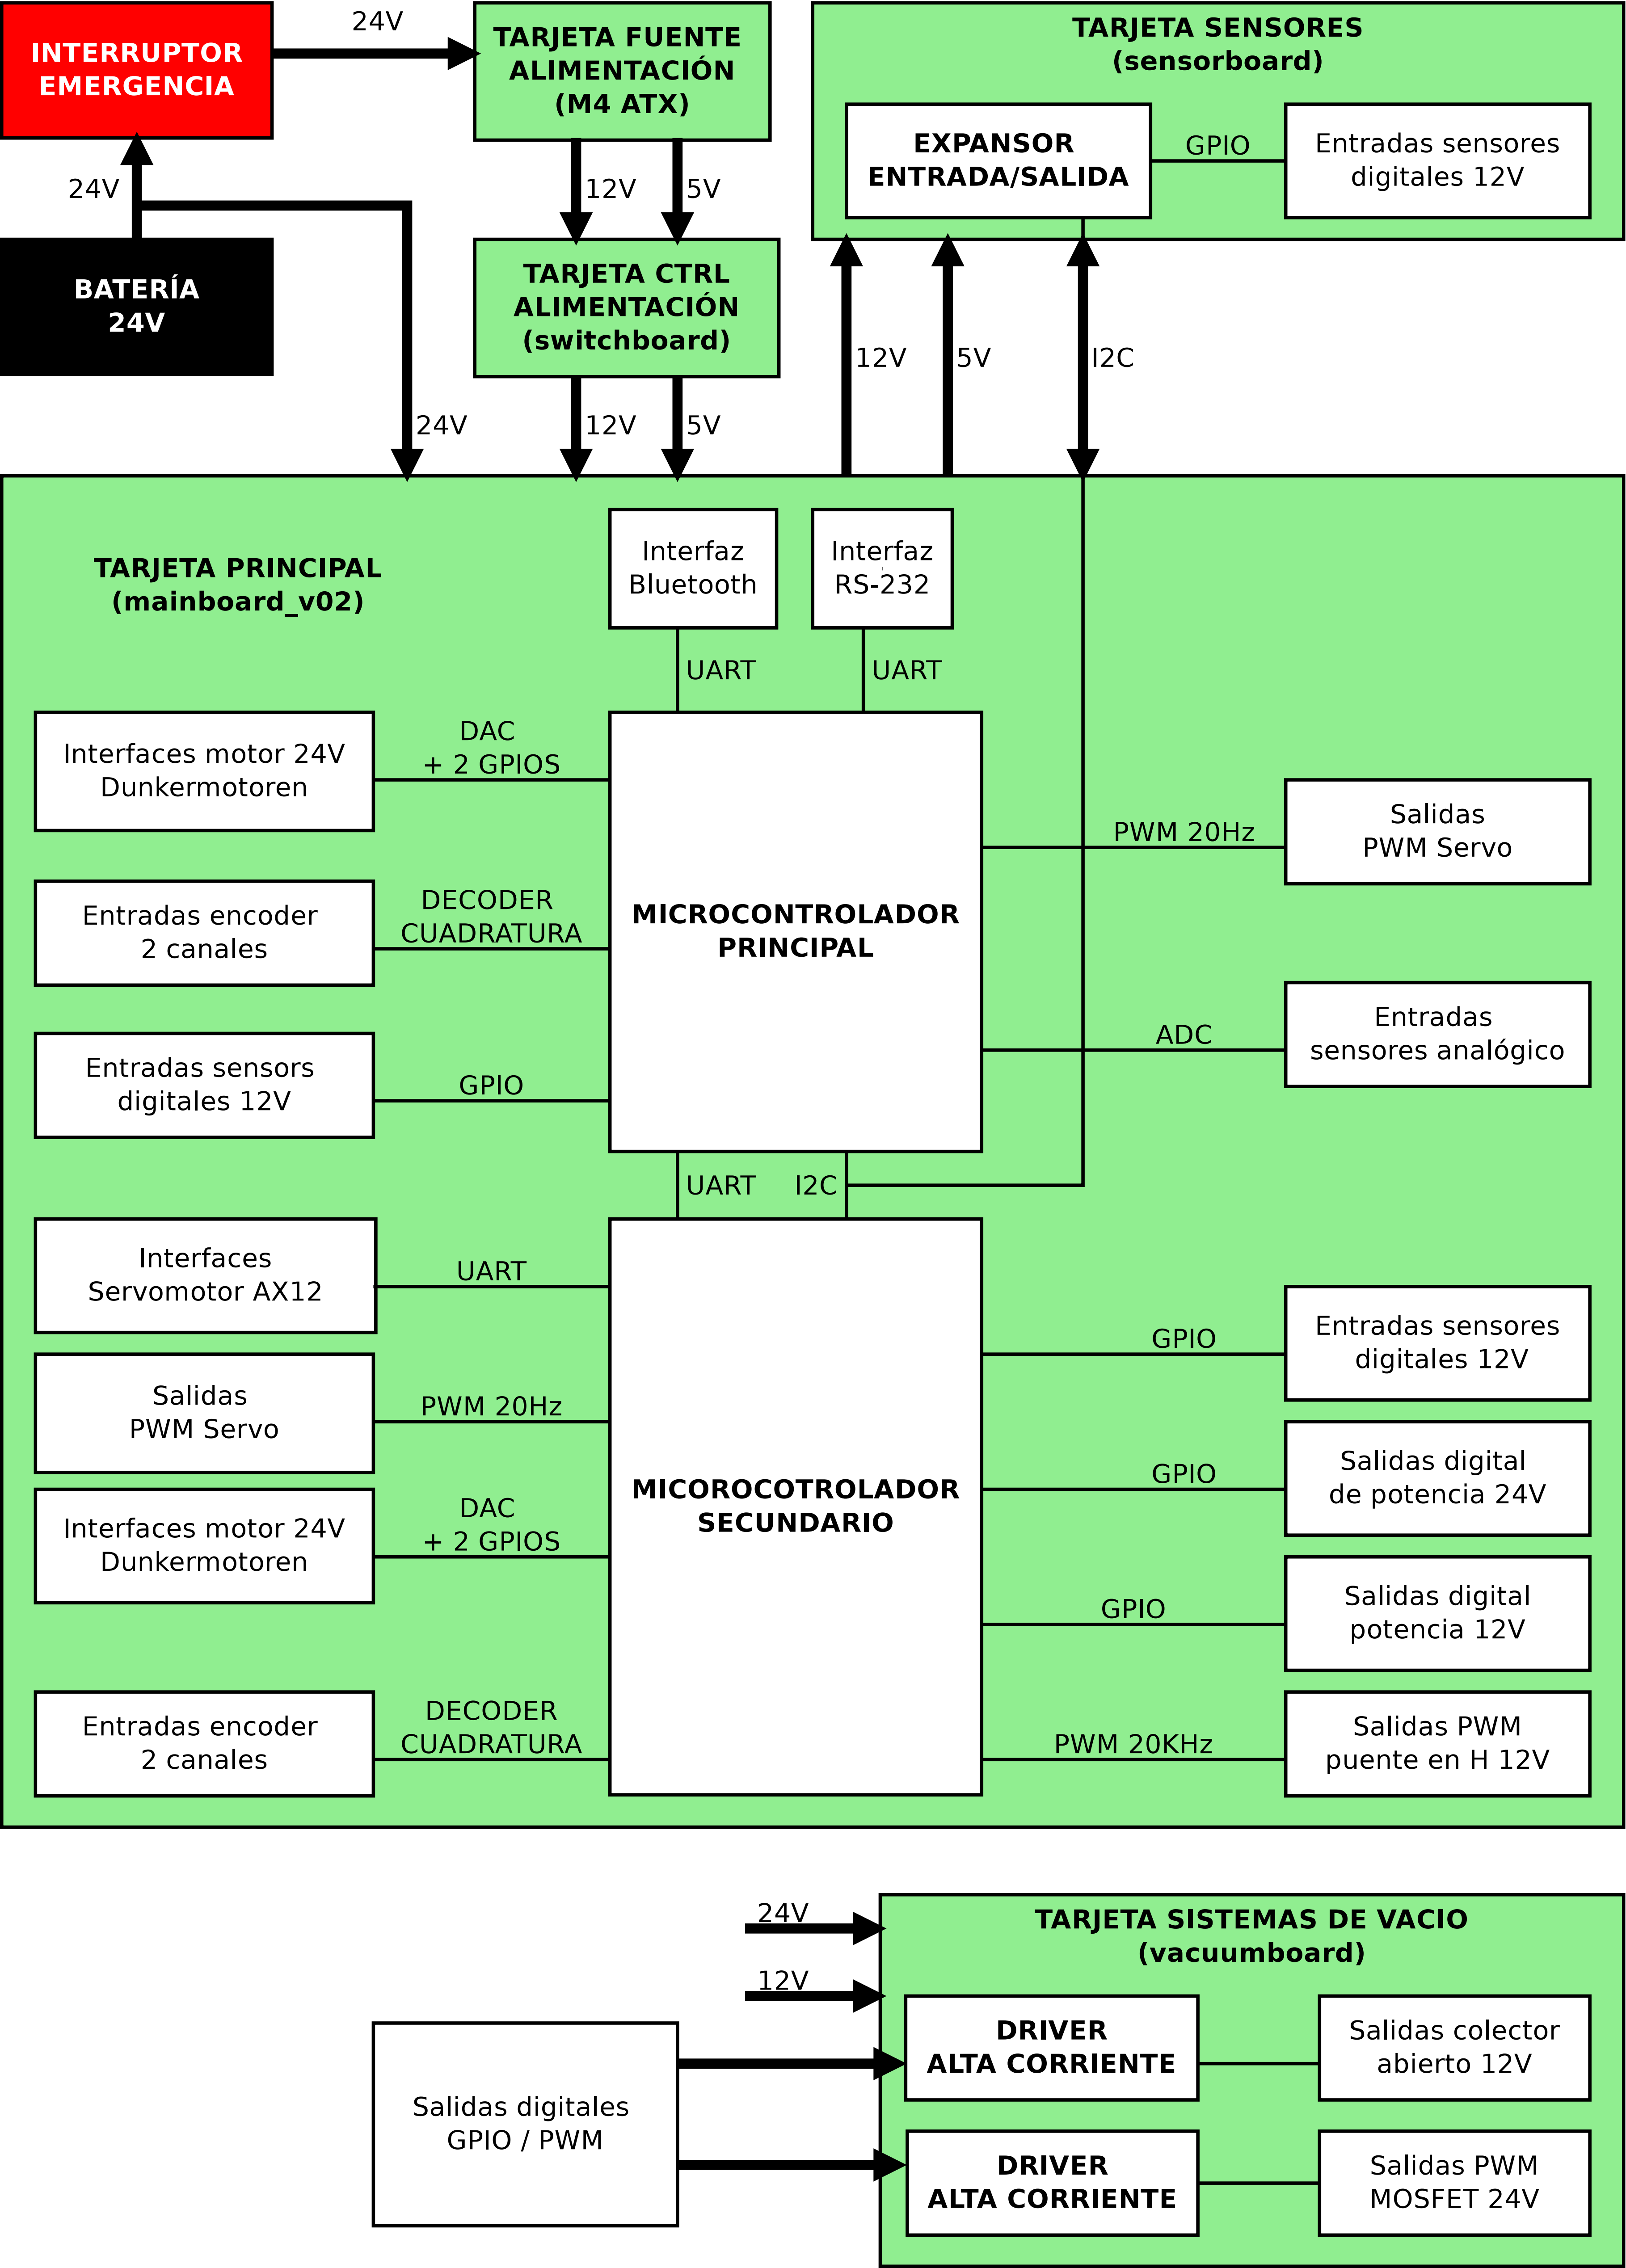 24V
INTERRUPTOR
EMERGENCIA
TARJETA FUENTE
ALIMENTACIÓN
(M4 ATX)
TARJETA SENSORES
(sensorboard)
EXPANSOR
ENTRADA/SALIDA
GPIO
Entradas sensores
digitales 12V
24V
12V
5V
BATERÍA
24V
TARJETA CTRL
ALIMENTACIÓN
(switchboard)
12V
5V
I2C
24V
12V
5V
TARJETA PRINCIPAL
(mainboard_v02)
Interfaz
Bluetooth
Interfaz
RS-232
UART
UART
Interfaces motor 24V
Dunkermotoren
DAC
+ 2 GPIOS
MICROCONTROLADOR
PRINCIPAL
PWM 20Hz
Salidas
PWM Servo
Entradas encoder
2 canales
DECODER
CUADRATURA
ADC
Entradas
sensores analógico
Entradas sensors
digitales 12V
GPIO
UART
I2C
Interfaces
Servomotor AX12
UART
MICOROCOTROLADOR
SECUNDARIO
GPIO
Entradas sensores
digitales 12V
Salidas
PWM Servo
PWM 20Hz
GPIO
Salidas digital
de potencia 24V
Interfaces motor 24V
Dunkermotoren
DAC
+ 2 GPIOS
GPIO
Salidas digital
potencia 12V
Entradas encoder
2 canales
DECODER
CUADRATURA
PWM 20KHz
Salidas PWM
puente en H 12V
24V
12V
TARJETA SISTEMAS DE VACIO
(vacuumboard)
DRIVER
ALTA CORRIENTE
Salidas colector
abierto 12V
Salidas digitales
GPIO / PWM
DRIVER
ALTA CORRIENTE
Salidas PWM
MOSFET 24V